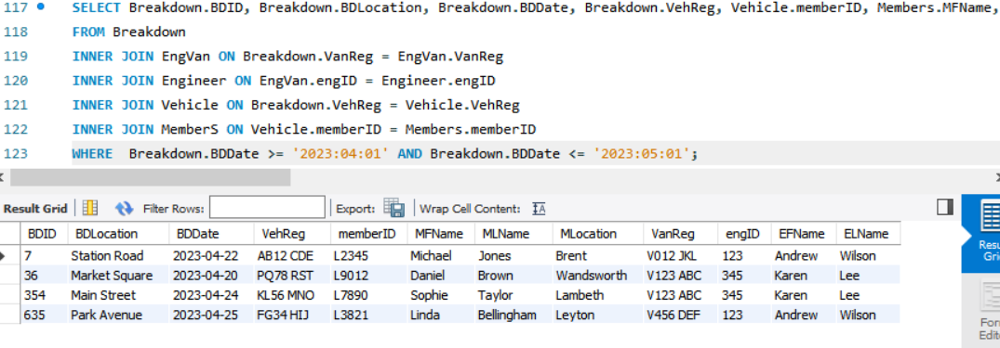 117 SELECT Breakdown.BDID, Breakdown.BDLocation, Breakdown.BDDate, Breakdown.VehReg, Vehicle.memberID, Members.MFName,
118 FROM Breakdown
119 INNER JOIN EngVan ON Breakdown.VanReg = EngVan.VanReg
120 INNER JOIN Engineer ON EngVan.engID = Engineer.engID
121 INNER JOIN Vehicle ON Breakdown.VehReg = Vehicle.VehReg
122 INNER JOIN MemberS ON Vehicle.memberID = Members.memberID
123 WHERE Breakdown.BDDate >= '2023:04:01' AND Breakdown.BDDate <= '2023:05:01';
Result Grid Filter Rows: Export: Wrap Cell Content:
BDID BDLocation BDDate VehReg memberID MFName MLName MLocation VanReg engID EFName ELName
7 Station Road 2023-04-22 AB12 CDE L2345 Michael Jones Brent V012 JKL 123 Andrew Wilson
36 Market Square 2023-04-20 PQ78 RST L9012 Daniel Brown Wandsworth V123 ABC 345 Karen Lee
354 Main Street 2023-04-24 KL56 MNO L7890 Sophie Taylor Lambeth V123 ABC 345 Karen Lee
635 Park Avenue 2023-04-25 FG34 HIJ L3821 Linda Bellingham Leyton V456 DEF 123 Andrew Wilson